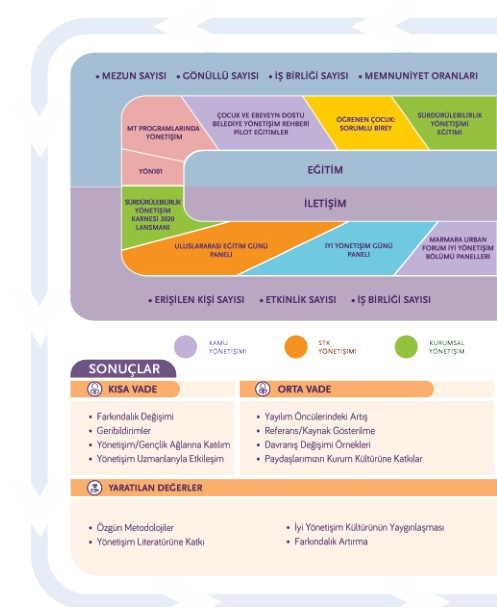 • MEZUN SAYISI • GÖNÜLLÜ SAYISI • İŞ BİRLİĞİ SAYISI • MEMNUNİYET ORANLARI
MT PROGRAMLARINDA
YÖNETİŞİM
ÇOCUK VE EBEVEYN DOSTU
BELEDİYE YÖNETİŞİM REHBERİ
PİLOT EĞİTİMLER
ÖĞRENEN ÇOCUK:
SORUMLU BİREY
SÜRDÜRÜLEBİLİRLİK
YÖNETİŞİMİ
EĞİTİMİ
YÖN101
EĞİTİM
SÜRDÜRÜLEBİLİRLİK
YÖNETİŞİM
KARNESİ 2020
LANSMANI
İLETİŞİM
ULUSLARARASI EĞİTİM GÜNÜ
PANELİ
İYİ YÖNETİŞİM GÜNÜ
PANELİ
MARMARA URBAN
FORUM İYİ YÖNETİŞİM
BÖLÜMÜ PANELLERİ
• ERİŞİLEN KİŞİ SAYISI • ETKİNLİK SAYISI • İŞ BİRLİĞİ SAYISI
KAMU
YÖNETİŞİMİ
STK
YÖNETİŞİMİ
KURUMSAL
YÖNETİŞİM
SONUÇLAR
KISA VADE
• Farkındalık Değişimi
• Geribildirimler
• Yönetişim/Gençlik Ağlarına Katılım
• Yönetişim Uzmanlarıyla Etkileşim
ORTA VADE
• Yayılım Öncülerindeki Artış
• Referans/Kaynak Gösterilme
• Davranış Değişimi Örnekleri
• Paydaşlarımızın Kurum Kültürüne Katkılar
YARATILAN DEĞERLER
• Özgün Metodolojiler
• Yönetişim Literatürüne Katkı
• İyi Yönetişim Kültürünün Yaygınlaşması
• Farkındalık Artırma